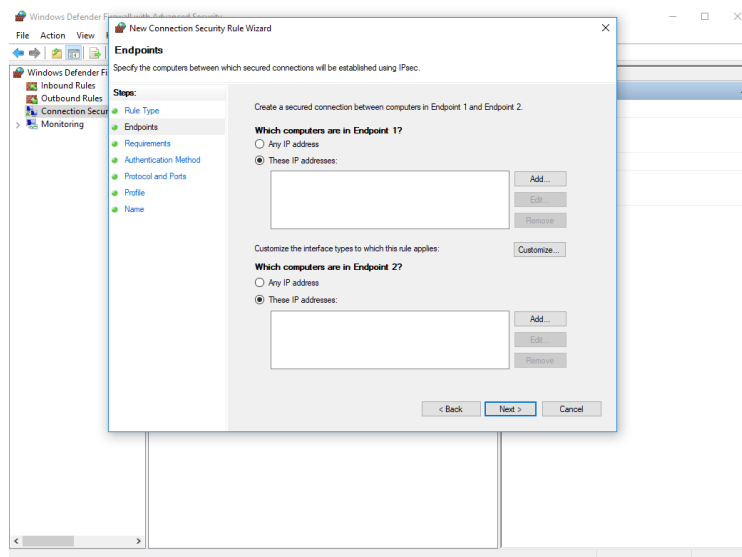 Windows Defender Firewall with Advanced Security
File Action View
New Connection Security Rule Wizard
Endpoints
Specify the computers between which secured connections will be established using IPsec.
Windows Defender Fi
Inbound Rules
Outbound Rules
Connection Secur
Monitoring
Steps:
Rule Type
Endpoints
Requirements
Authentication Method
Protocol and Ports
Profile
Name
Create a secured connection between computers in Endpoint 1 and Endpoint 2.
Which computers are in Endpoint 1?
Any IP address
These IP addresses:
Add...
Edit...
Remove
Customize the interface types to which this rule applies:
Customize...
Which computers are in Endpoint 2?
Any IP address
These IP addresses:
Add...
Edit...
Remove
< Back Next > Cancel